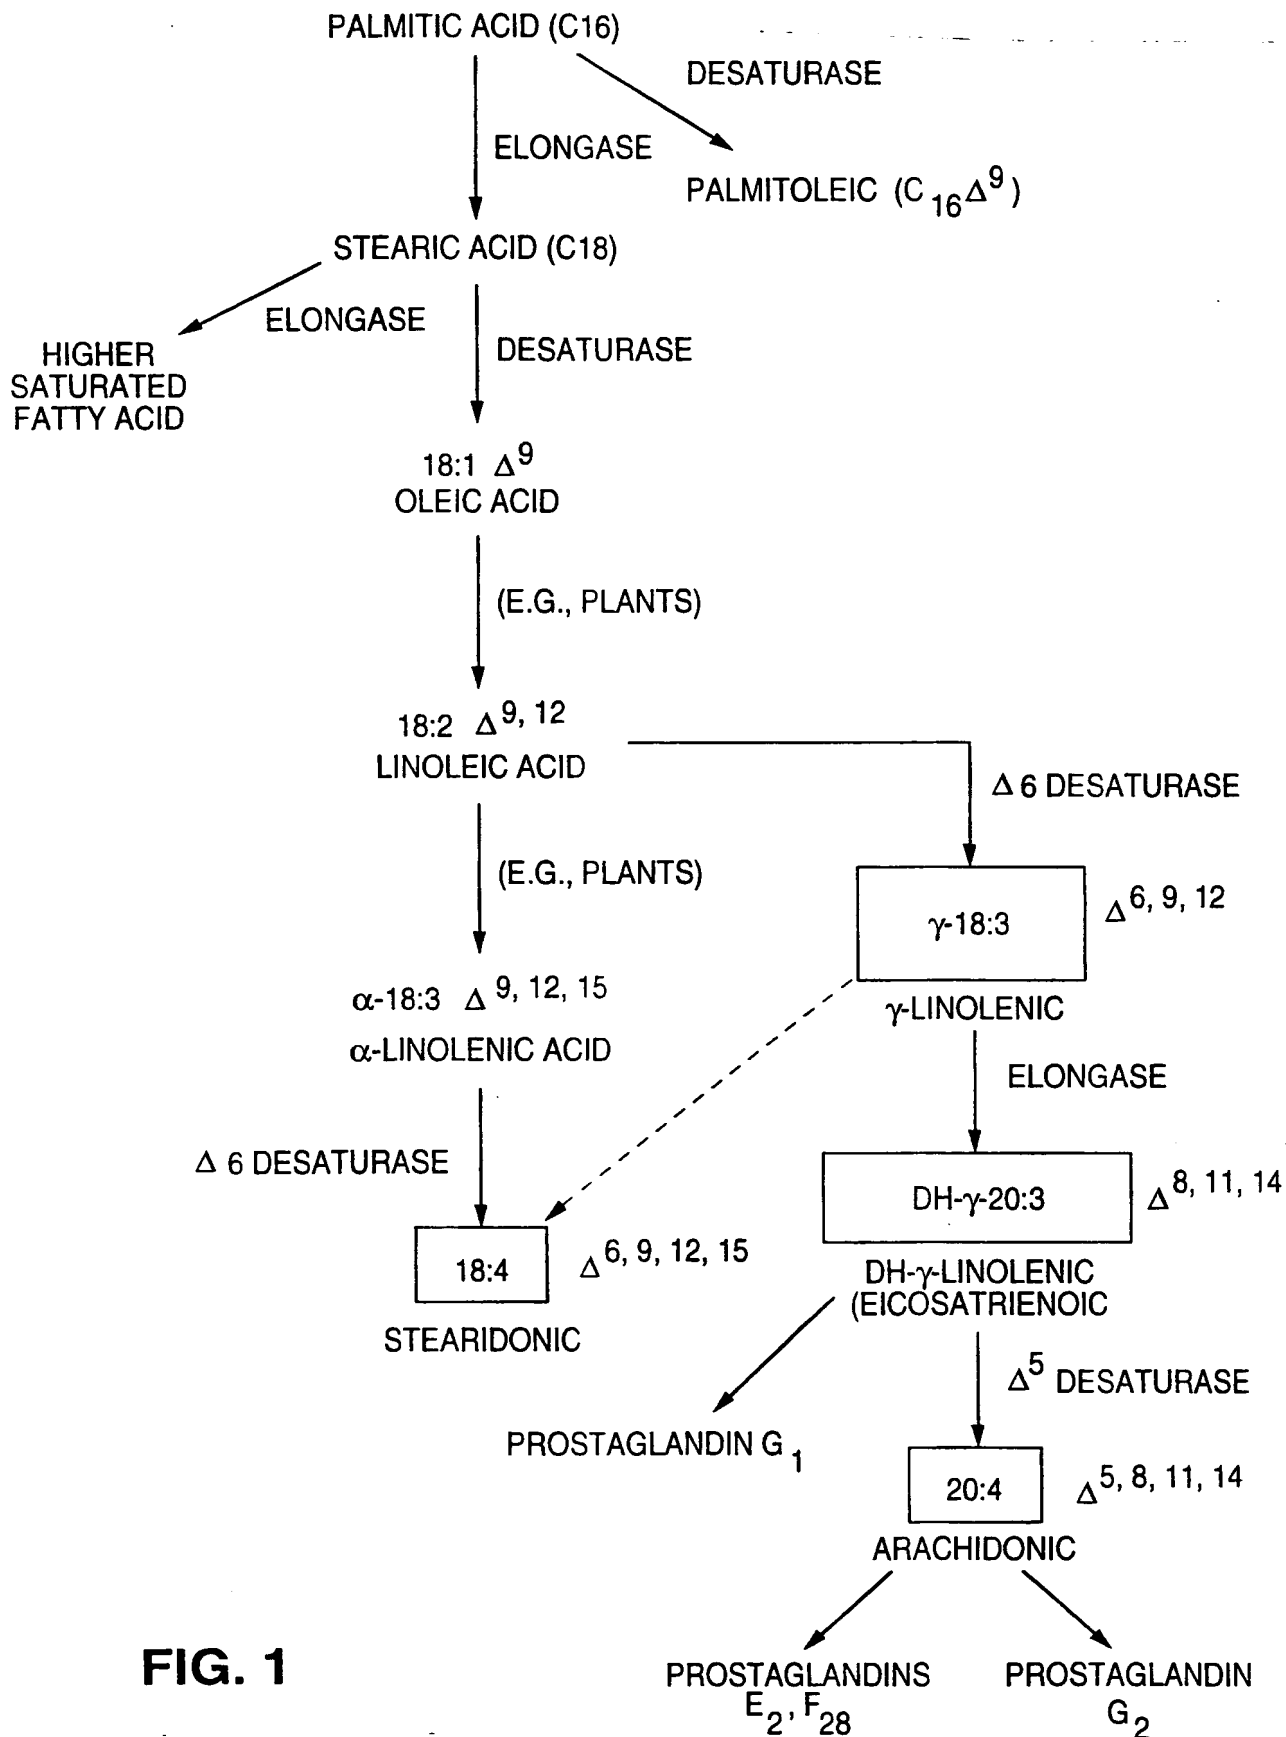 PALMITIC ACID (C16)
DESATURASE
ELONGASE
PALMITOLEIC (C16Δ9)
STEARIC ACID (C18)
ELONGASE
DESATURASE
HIGHER
SATURATED
FATTY ACID
18:1 Δ9
OLEIC ACID
(E.G., PLANTS)
18:2 Δ9, 12
LINOLEIC ACID
Δ 6 DESATURASE
(E.G., PLANTS)
γ-18:3 Δ6, 9, 12
α-18:3 Δ9, 12, 15
γ-LINOLENIC
α-LINOLENIC ACID
ELONGASE
Δ 6 DESATURASE
DH-γ-20:3 Δ8, 11, 14
18:4 Δ6, 9, 12, 15
DH-γ-LINOLENIC
(EICOSATRIENOIC
STEARIDONIC
Δ5 DESATURASE
PROSTAGLANDIN G1
20:4 Δ5, 8, 11, 14
ARACHIDONIC
FIG. 1
PROSTAGLANDINS
E2, F28
PROSTAGLANDIN
G2